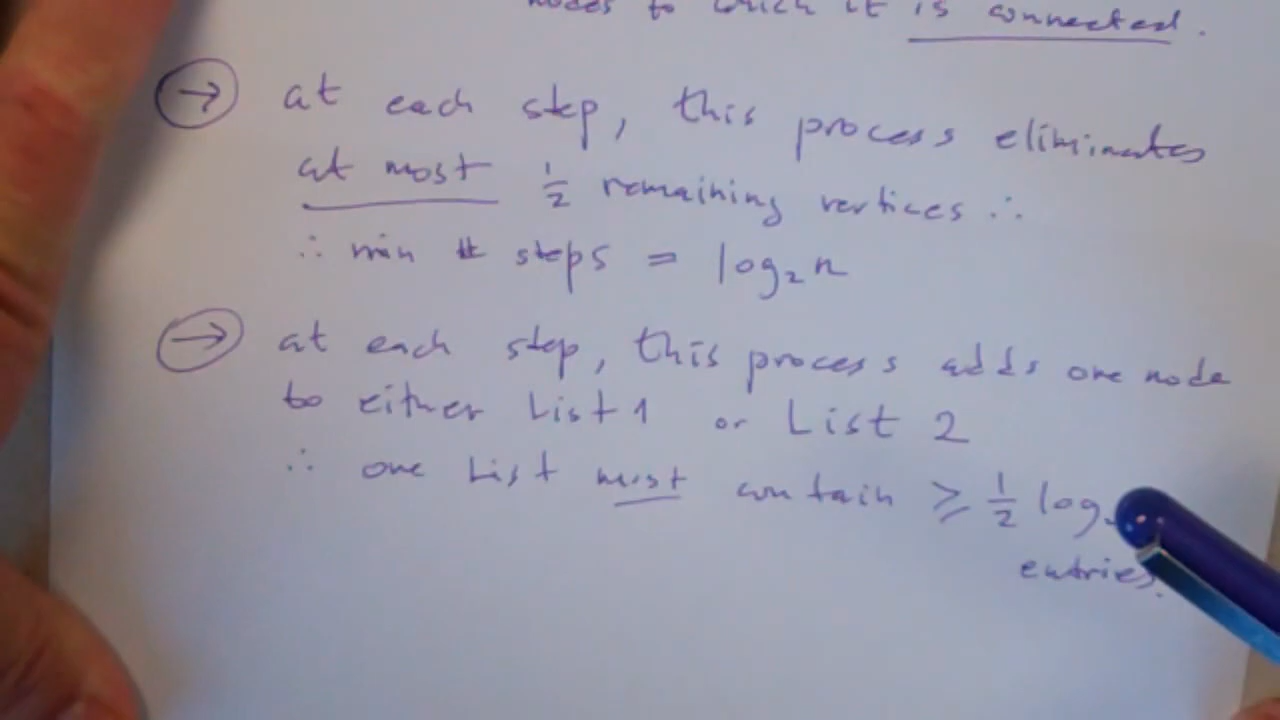 nodes to which it is connected.
→ at each step, this process eliminates
at most 1/2 remaining vertices ∴
∴ min # steps = log₂ n
→ at each step, this process adds one node
to either List 1 or List 2
∴ one List must contain ≥ 1/2 log
entries.